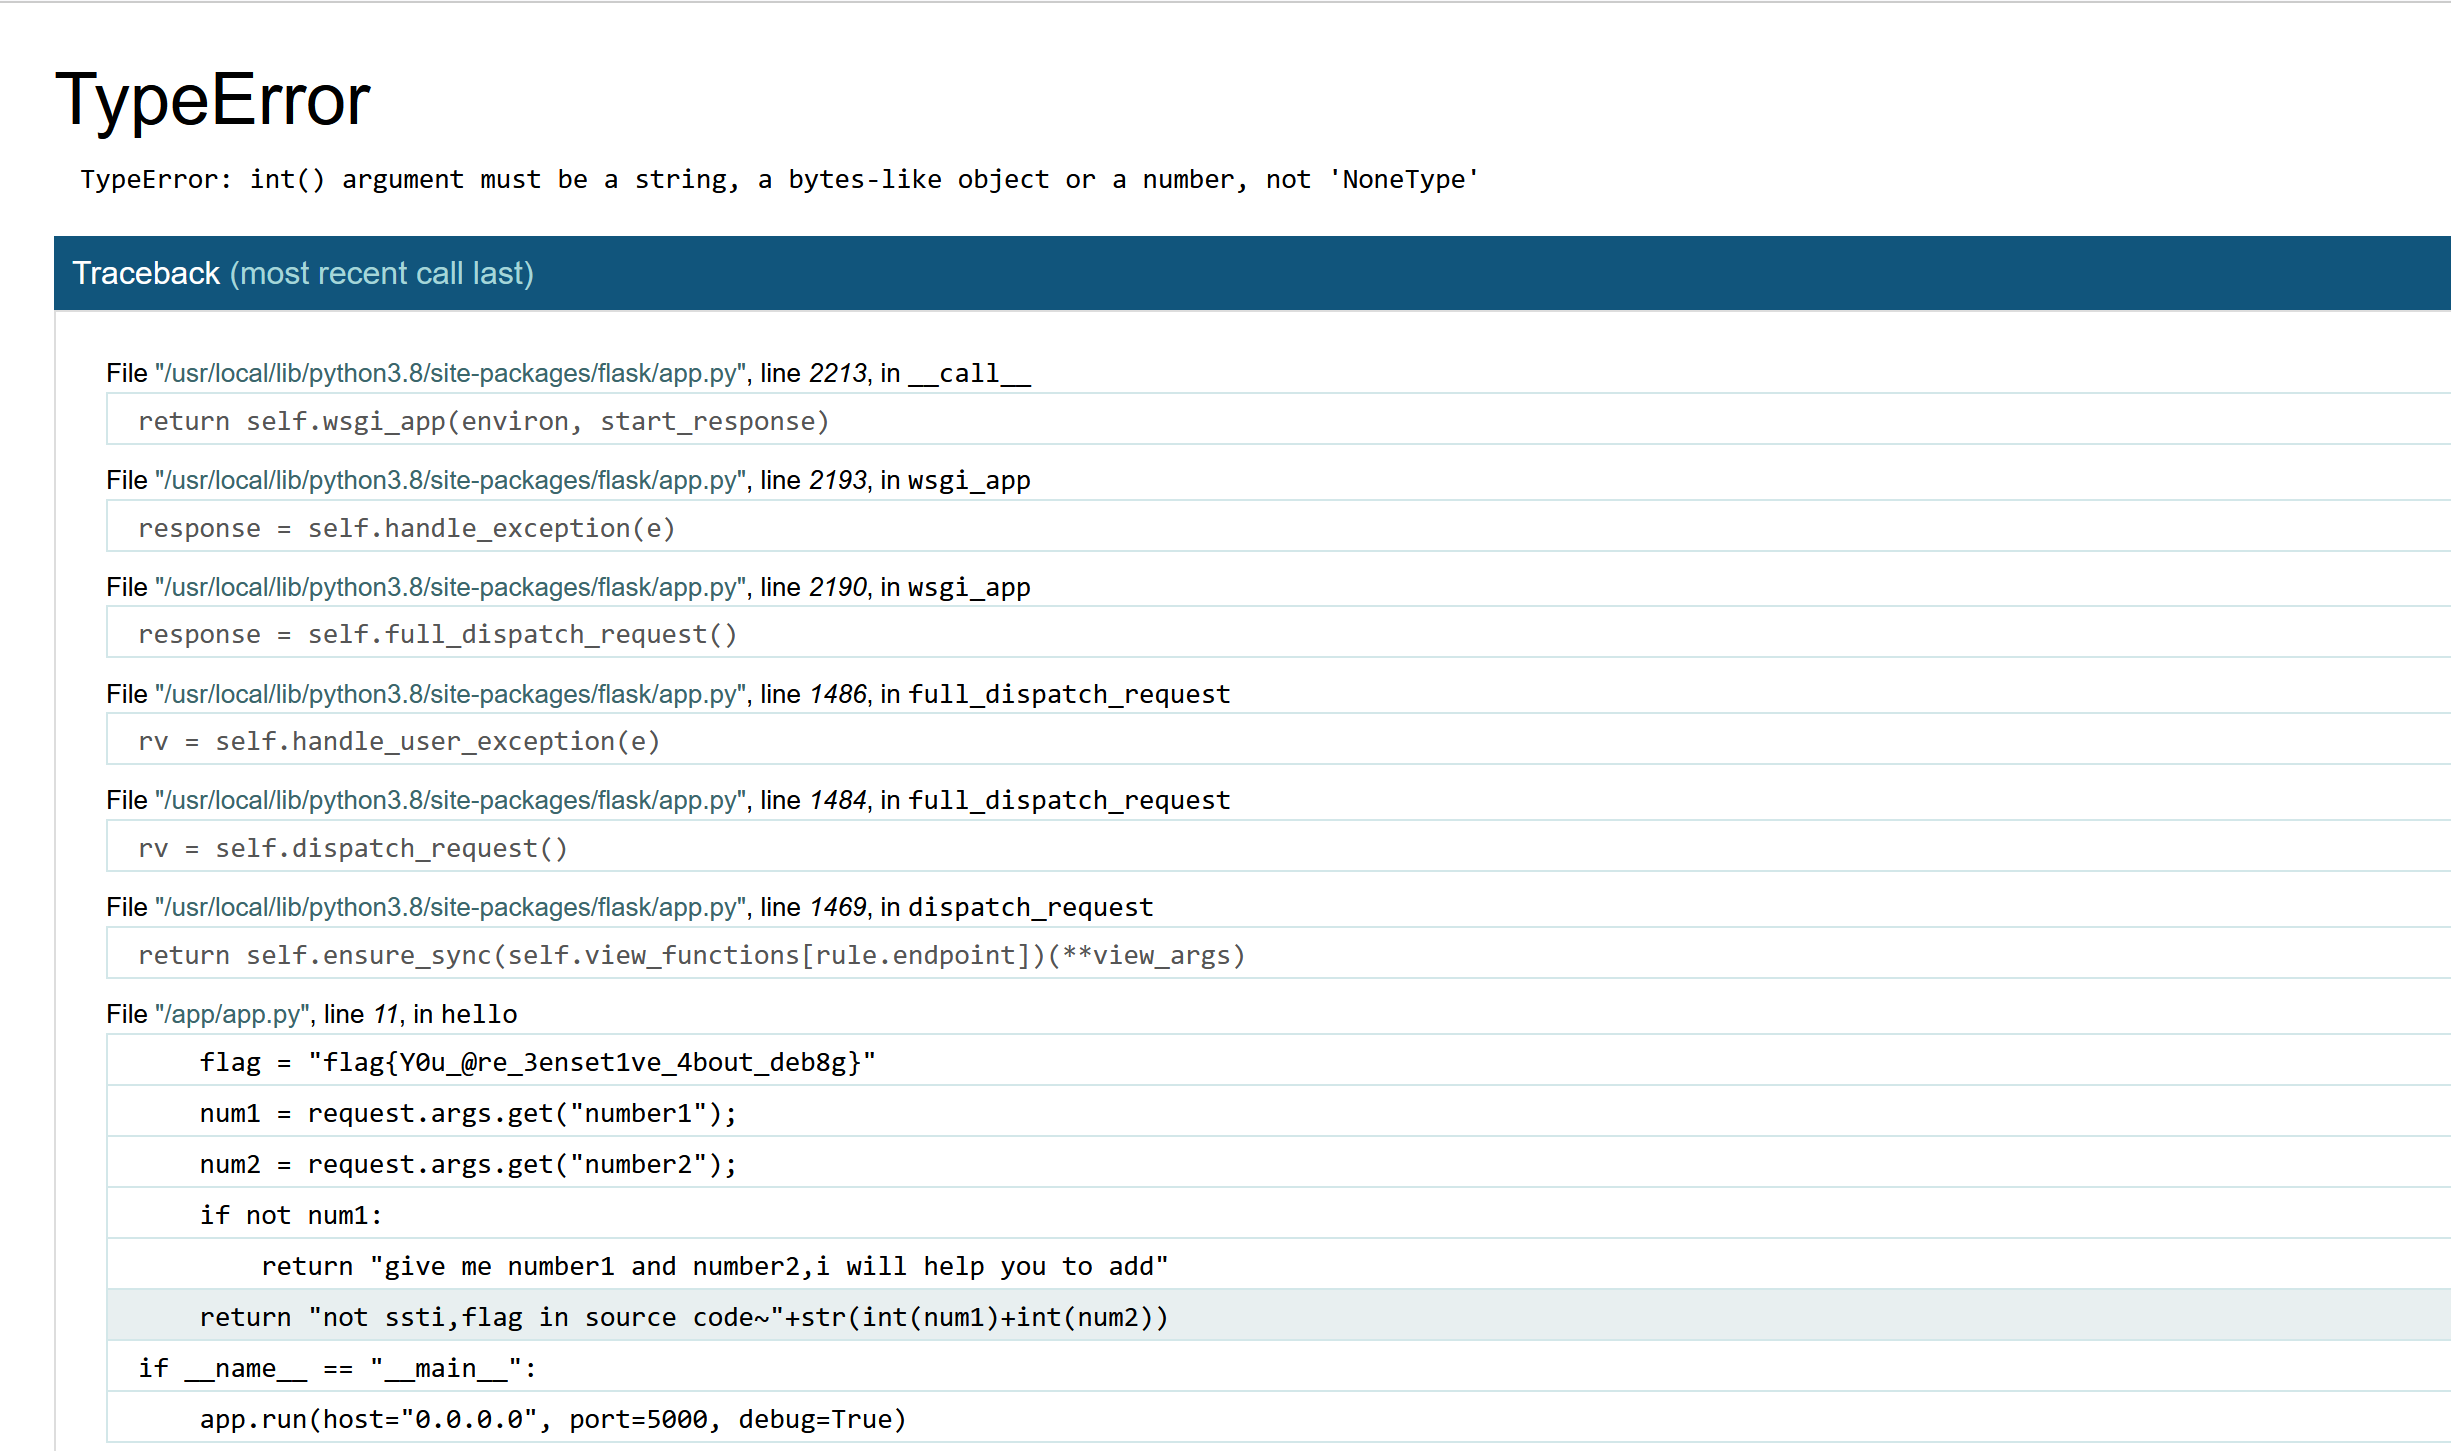 TypeError
TypeError: int() argument must be a string, a bytes-like object or a number, not 'NoneType'
Traceback (most recent call last)
File "/usr/local/lib/python3.8/site-packages/flask/app.py", line 2213, in __call__
return self.wsgi_app(environ, start_response)
File "/usr/local/lib/python3.8/site-packages/flask/app.py", line 2193, in wsgi_app
response = self.handle_exception(e)
File "/usr/local/lib/python3.8/site-packages/flask/app.py", line 2190, in wsgi_app
response = self.full_dispatch_request()
File "/usr/local/lib/python3.8/site-packages/flask/app.py", line 1486, in full_dispatch_request
rv = self.handle_user_exception(e)
File "/usr/local/lib/python3.8/site-packages/flask/app.py", line 1484, in full_dispatch_request
rv = self.dispatch_request()
File "/usr/local/lib/python3.8/site-packages/flask/app.py", line 1469, in dispatch_request
return self.ensure_sync(self.view_functions[rule.endpoint])(**view_args)
File "/app/app.py", line 11, in hello
flag = "flag{Y0u_@re_3enset1ve_4bout_deb8g}"
num1 = request.args.get("number1");
num2 = request.args.get("number2");
if not num1:
return "give me number1 and number2,i will help you to add"
return "not ssti,flag in source code~"+str(int(num1)+int(num2))
if __name__ == "__main__":
app.run(host="0.0.0.0", port=5000, debug=True)